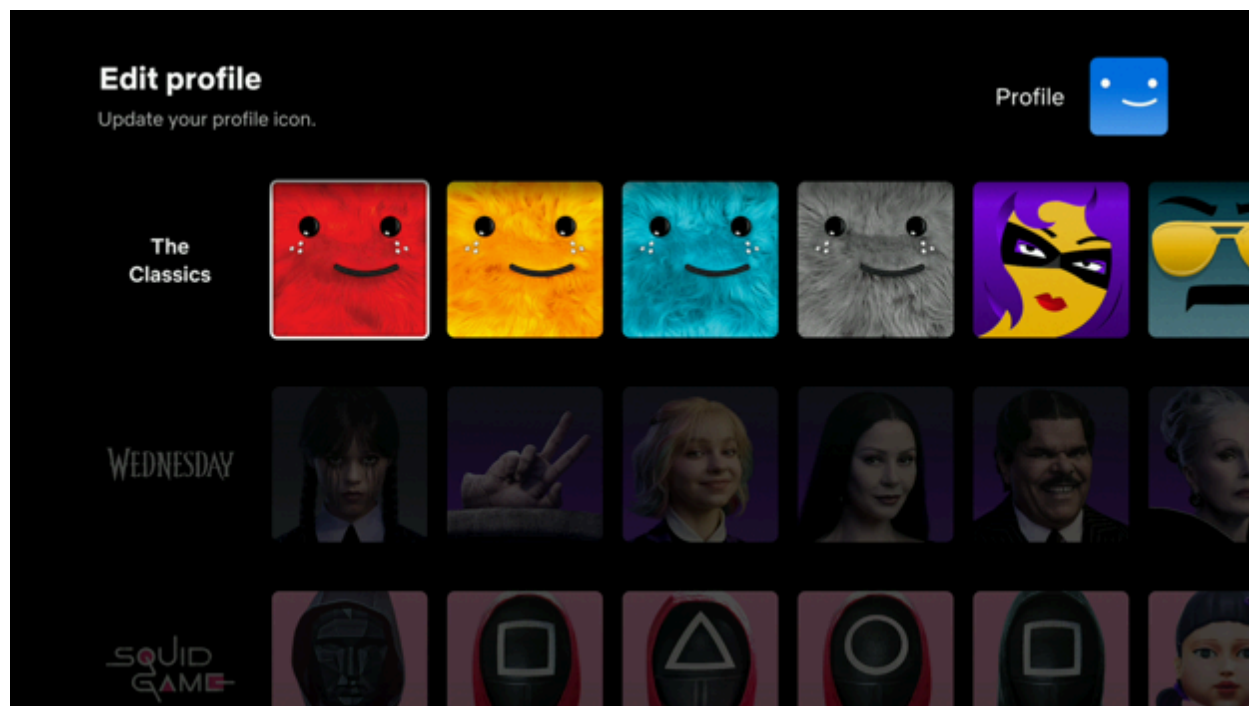 Edit profile
Update your profile icon.
Profile
The
Classics
WEDNESDAY
SQUID
GAME